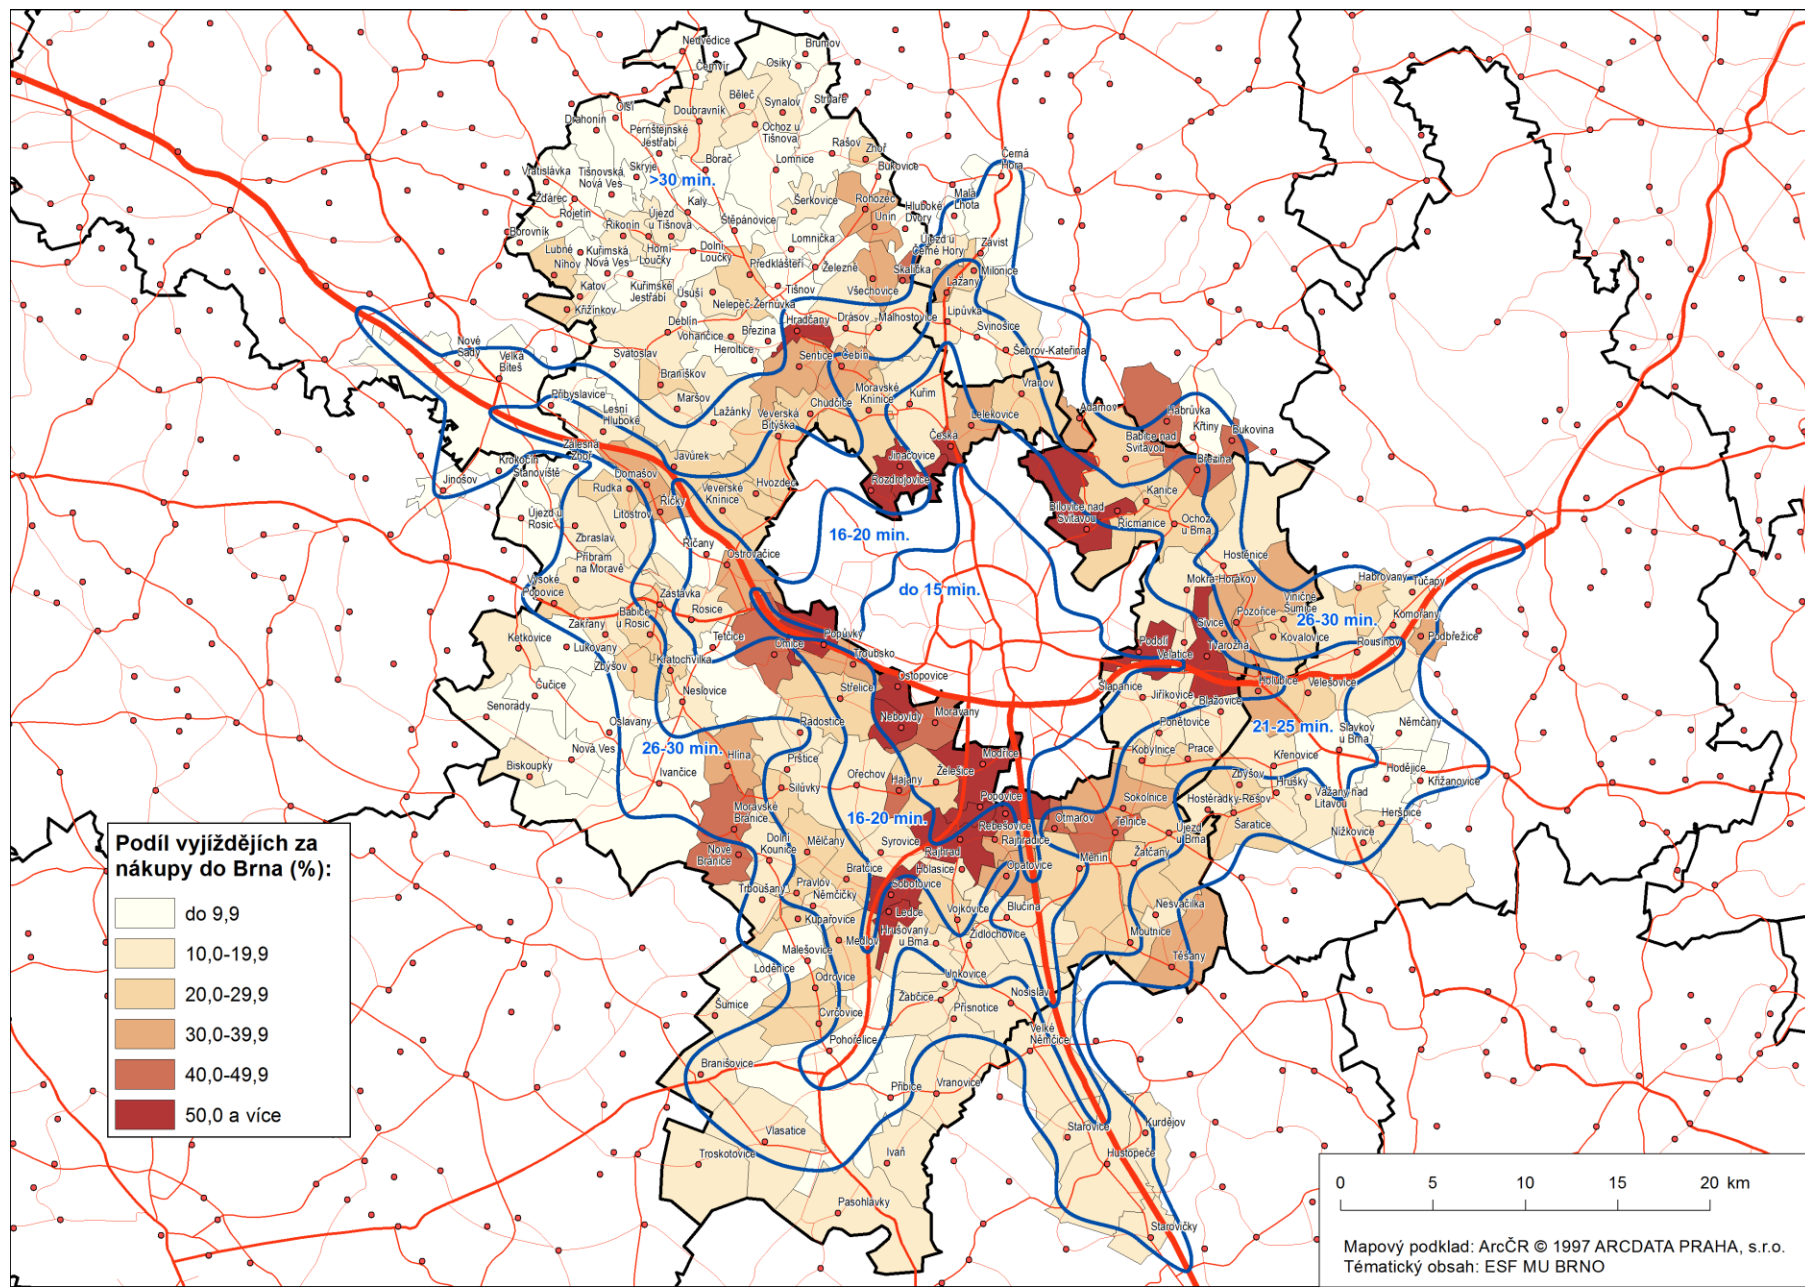 Nedvědice
Brumov
Černvír
Osiky
Olší
Běleč
Strhaře
Synalov
Drahonín
Doubravník
Pernštejnské
Jestřabí
Ochoz u
Tišnova
Rašov
Zhoř
Černá
Hora
Borač
Lomnice
Bukovice
Vratislávka
Tišnovská
Nová Ves
Skryje
>30 min.
Malá
Lhota
Žďárec
Kaly
Šerkovice
Rohozec
Hluboké
Dvory
Rojetín
Říkonín
Újezd
u Tišnova
Štěpánovice
Unín
Borovník
Lomnička
Újezd u
Černé Hory
Závist
Lubné
Níhov
Kuřimská
Nová Ves
Horní
Loučky
Dolní
Loučky
Předklášteří
Železné
Skalička
Milonice
Katov
Kuřimské
Jestřabí
Úsuší
Tišnov
Všechovice
Lažany
Křižínkov
Nelepeč-Žernůvka
Hradčany
Drásov
Malhostovice
Lipůvka
Deblín
Vohančice
Březina
Svinošice
Nové
Sady
Velká
Bíteš
Svatoslav
Heroltice
Sentice
Čebín
Šebrov-Kateřina
Braníškov
Moravské
Knínice
Kuřim
Vranov
Přibyslavice
Lesní
Hluboké
Maršov
Lažánky
Veverská
Bítýška
Chudčice
Lelekovice
Adamov
Habrůvka
Křtiny
Bukovina
Zálesná
Zhoř
Česká
Babice nad
Svitavou
Krokočín
Stanoviště
Javůrek
Jinačovice
Březina
Jinošov
Domašov
Rozdrojovice
Rudka
Veverské
Knínice
Hvozdec
Kanice
Říčky
Bílovice nad
Svitavou
Újezd u
Rosic
Litostrov
Řícmanice
Ochoz
u Brna
Zbraslav
16-20 min.
Říčany
Ostrovačice
Hostěnice
Příbram
na Moravě
Mokrá-Horákov
Habrovany
Tučapy
Vysoké
Popovice
do 15 min.
Zastávka
Rosice
Viničné
Šumice
Pozořice
Komořany
Babice
u Rosic
26-30 min.
Zakřany
Tetčice
Popůvky
Sivice
Kovalovice
Podbřežice
Ketkovice
Lukovany
Omice
Podolí
Tvarožná
Rousínov
Zbýšov
Kratochvilka
Troubsko
Velatice
Ostopovice
Čučice
Neslovice
Střelice
Šlapanice
Holubice
Velešovice
Jiříkovice
Blažovice
Senorady
Oslavany
Radostice
Nebovidy
Moravany
Ponětovice
21-25 min.
Slavkov
u Brna
Němčany
Nová Ves
26-30 min.
Hlína
Prštice
Modřice
Kobylnice
Prace
Křenovice
Biskoupky
Ivančice
Ořechov
Hajany
Želešice
Zbýšov
Hrušky
Hodějice
Křižanovice
Silůvky
Moravské
Bránice
Popovice
Sokolnice
Hostěrádky-Rešov
Vážany nad
Litavou
Heršpice
16-20 min.
Rebešovice
Otmarov
Telnice
Šaratice
Nížkovice
Dolní
Kounice
Mělčany
Syrovice
Rajhrad
Rajhradice
Újezd
u Brna
Nové
Bránice
Měnín
Žatčany
Bratčice
Holasice
Opatovice
Trboušany
Pravlov
Němčičky
Sobotovice
Ledce
Vojkovice
Blučina
Nesvačilka
Kupařovice
Medlov
Hrušovany
u Brna
Židlochovice
Moutnice
Malešovice
Těšany
Loděnice
Odrovice
Unkovice
Žabčice
Nosislav
Šumice
Cvrčovice
Přísnotice
Velké
Němčice
Pohořelice
Branišovice
Přibice
Vranovice
Vlasatice
Starovice
Kurdějov
Troskotovice
Ivaň
Hustopeče
Pasohlávky
Starovičky
Podíl vyjíždějích za
nákupy do Brna (%):
do 9,9
10,0-19,9
20,0-29,9
30,0-39,9
40,0-49,9
50,0 a více
0 5 10 15 20 km
Mapový podklad: ArcČR © 1997 ARCDATA PRAHA, s.r.o.
Tématický obsah: ESF MU BRNO